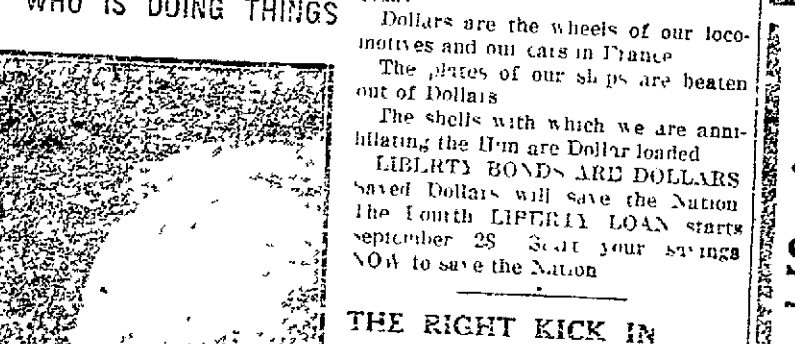 WHO IS DOING THINGS
Dollars are the wheels of our loco-
motives and our cars in France
The plates of our ships are beaten
out of Dollars
The shells with which we are anni-
hilating the Hun are Dollar loaded
LIBERTY BONDS ARE DOLLARS
Saved Dollars will save the Nation
The Fourth LIBERTY LOAN starts
September 28 Start your savings
NOW to save the Nation
THE RIGHT KICK IN